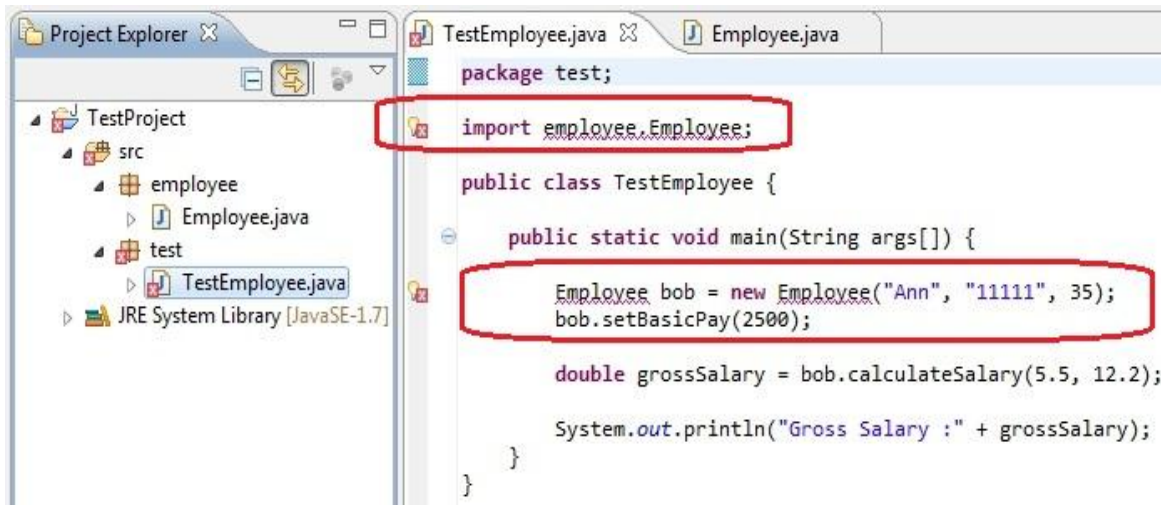 Project Explorer
TestProject
src
employee
Employee.java
test
TestEmployee.java
JRE System Library [JavaSE-1.7]
TestEmployee.java
Employee.java
package test;
import employee.Employee;
public class TestEmployee {
public static void main(String args[]) {
Employee bob = new Employee("Ann", "11111", 35);
bob.setBasicPay(2500);
double grossSalary = bob.calculateSalary(5.5, 12.2);
System.out.println("Gross Salary :" + grossSalary);
}
}